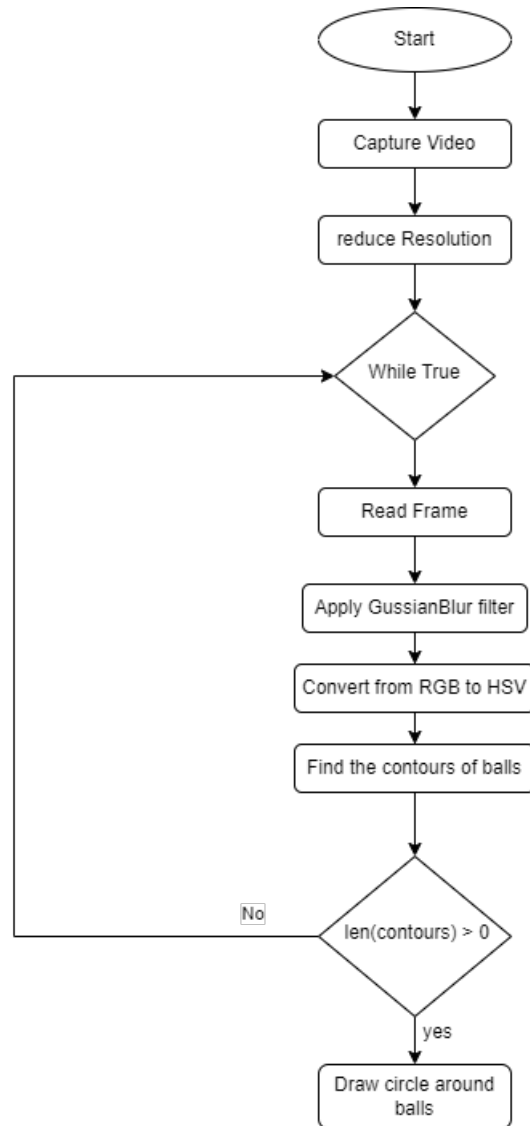 Start
Capture Video
reduce Resolution
While True
Read Frame
Apply GussianBlur filter
Convert from RGB to HSV
Find the contours of balls
No
len(contours) > 0
yes
Draw circle around
balls